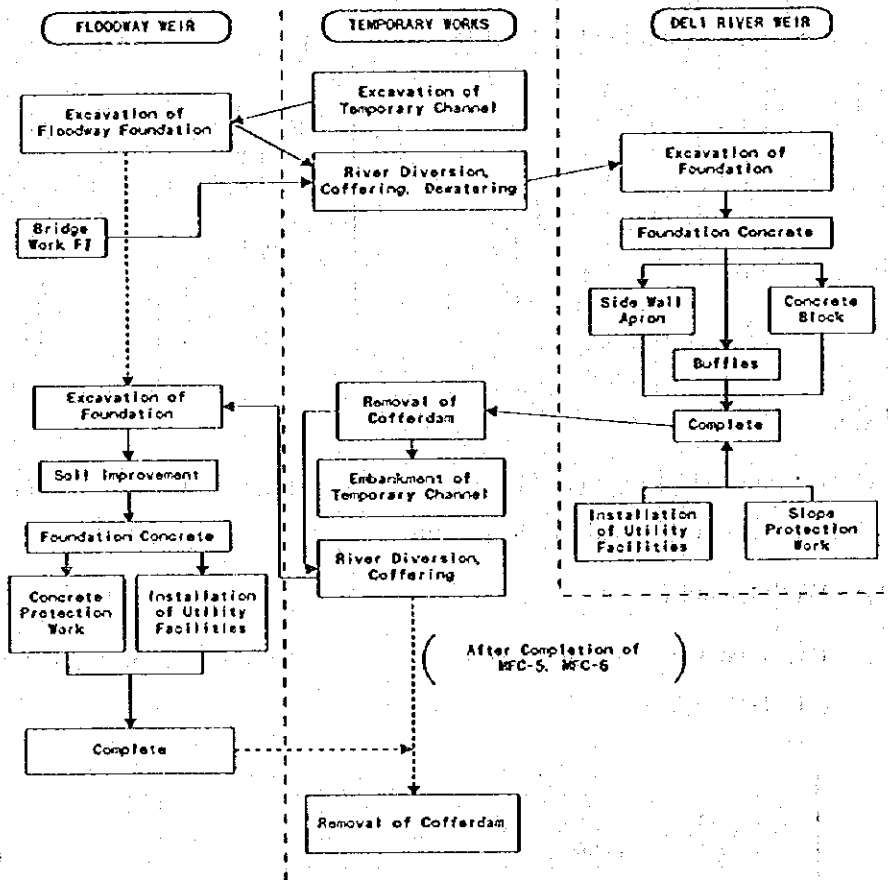 FLOODWAY WEIR
TEMPORARY WORKS
DELI RIVER WEIR
Excavation of
Temporary Channel
Excavation of
Floodway Foundation
River Diversion,
Coffering, Dewatering
Excavation of
Foundation
Bridge
Work F7
Foundation Concrete
Side Wall
Apron
Concrete
Block
Buffles
Excavation of
Foundation
Removal of
Cofferdam
Complete
Soil Improvement
Embankment of
Temporary Channel
Installation
of Utility
Facilities
Slope
Protection
Work
Foundation Concrete
River Diversion,
Coffering
Concrete
Protection
Work
Installation
of Utility
Facilities
( After Completion of
MFC-5, MFC-6 )
Complete
Removal of Cofferdam